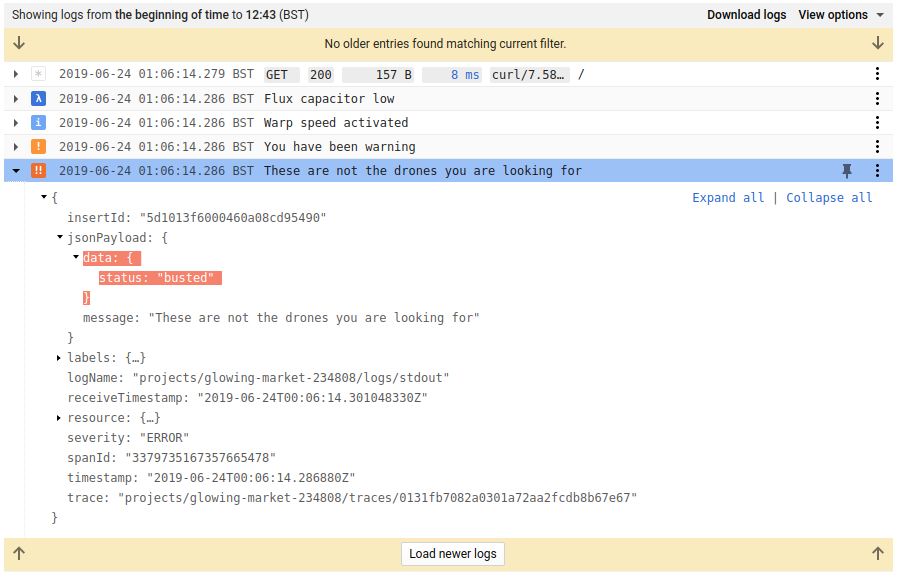 Showing logs from the beginning of time to 12:43 (BST) Download logs View options
No older entries found matching current filter.
* 2019-06-24 01:06:14.279 BST GET 200 157 B 8 ms curl/7.58… /
λ 2019-06-24 01:06:14.286 BST Flux capacitor low
i 2019-06-24 01:06:14.286 BST Warp speed activated
! 2019-06-24 01:06:14.286 BST You have been warning
!! 2019-06-24 01:06:14.286 BST These are not the drones you are looking for
{ Expand all | Collapse all
insertId: "5d1013f6000460a08cd95490"
jsonPayload: {
data: {
status: "busted"
}
message: "These are not the drones you are looking for"
}
labels: {…}
logName: "projects/glowing-market-234808/logs/stdout"
receiveTimestamp: "2019-06-24T00:06:14.301048330Z"
resource: {…}
severity: "ERROR"
spanId: "3379735167357665478"
timestamp: "2019-06-24T00:06:14.286880Z"
trace: "projects/glowing-market-234808/traces/0131fb7082a0301a72aa2fcdb8b67e67"
}
Load newer logs